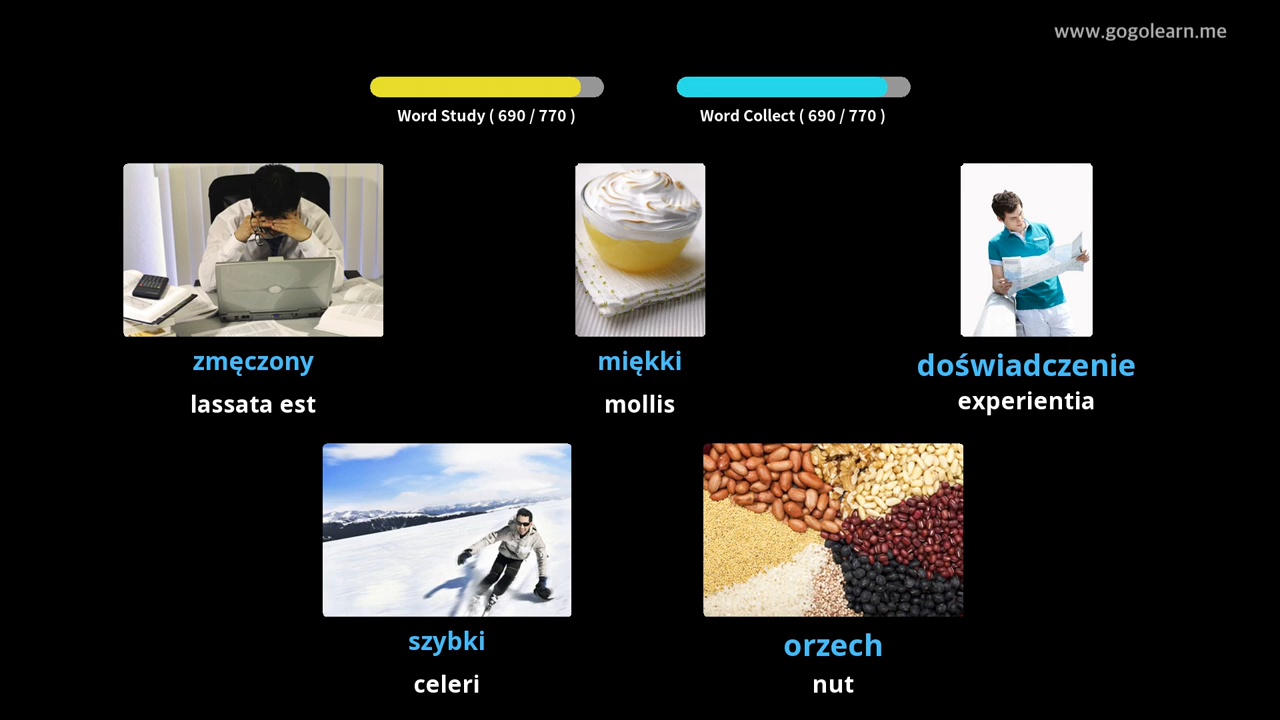 www.gogolearn.me
Word Study ( 690 / 770 )
Word Collect ( 690 / 770 )
zmęczony
lassata est
miękki
mollis
doświadczenie
experientia
szybki
celeri
orzech
nut